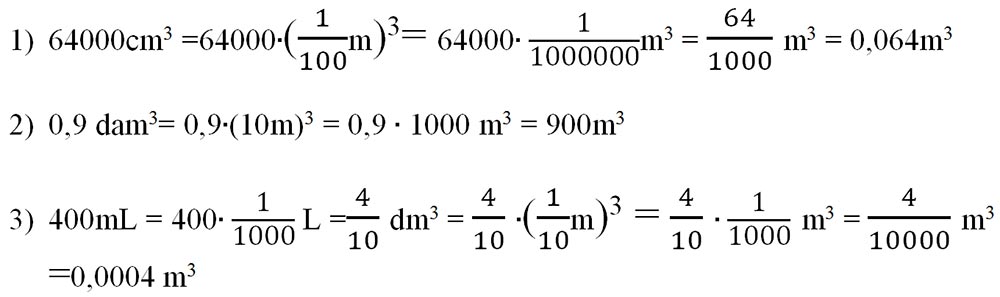 1) 64000cm³ =64000·(1/100 m)³= 64000· 1/1000000 m³ = 64/1000 m³ = 0,064m³
2) 0,9 dam³= 0,9·(10m)³ = 0,9 · 1000 m³ = 900m³
3) 400mL = 400· 1/1000 L = 4/10 dm³ = 4/10 ·(1/10 m)³ = 4/10 · 1/1000 m³ = 4/10000 m³
=0,0004 m³